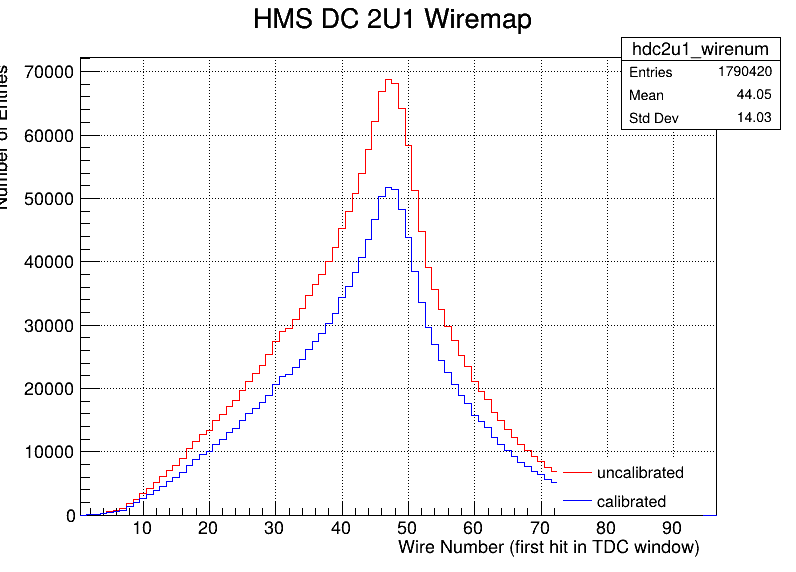 HMS DC 2U1 Wiremap
hdc2u1_wirenum
Entries 1790420
Mean 44.05
Std Dev 14.03
Number of Entries
70000
60000
50000
40000
30000
20000
10000
0
uncalibrated
calibrated
10 20 30 40 50 60 70 80 90
Wire Number (first hit in TDC window)